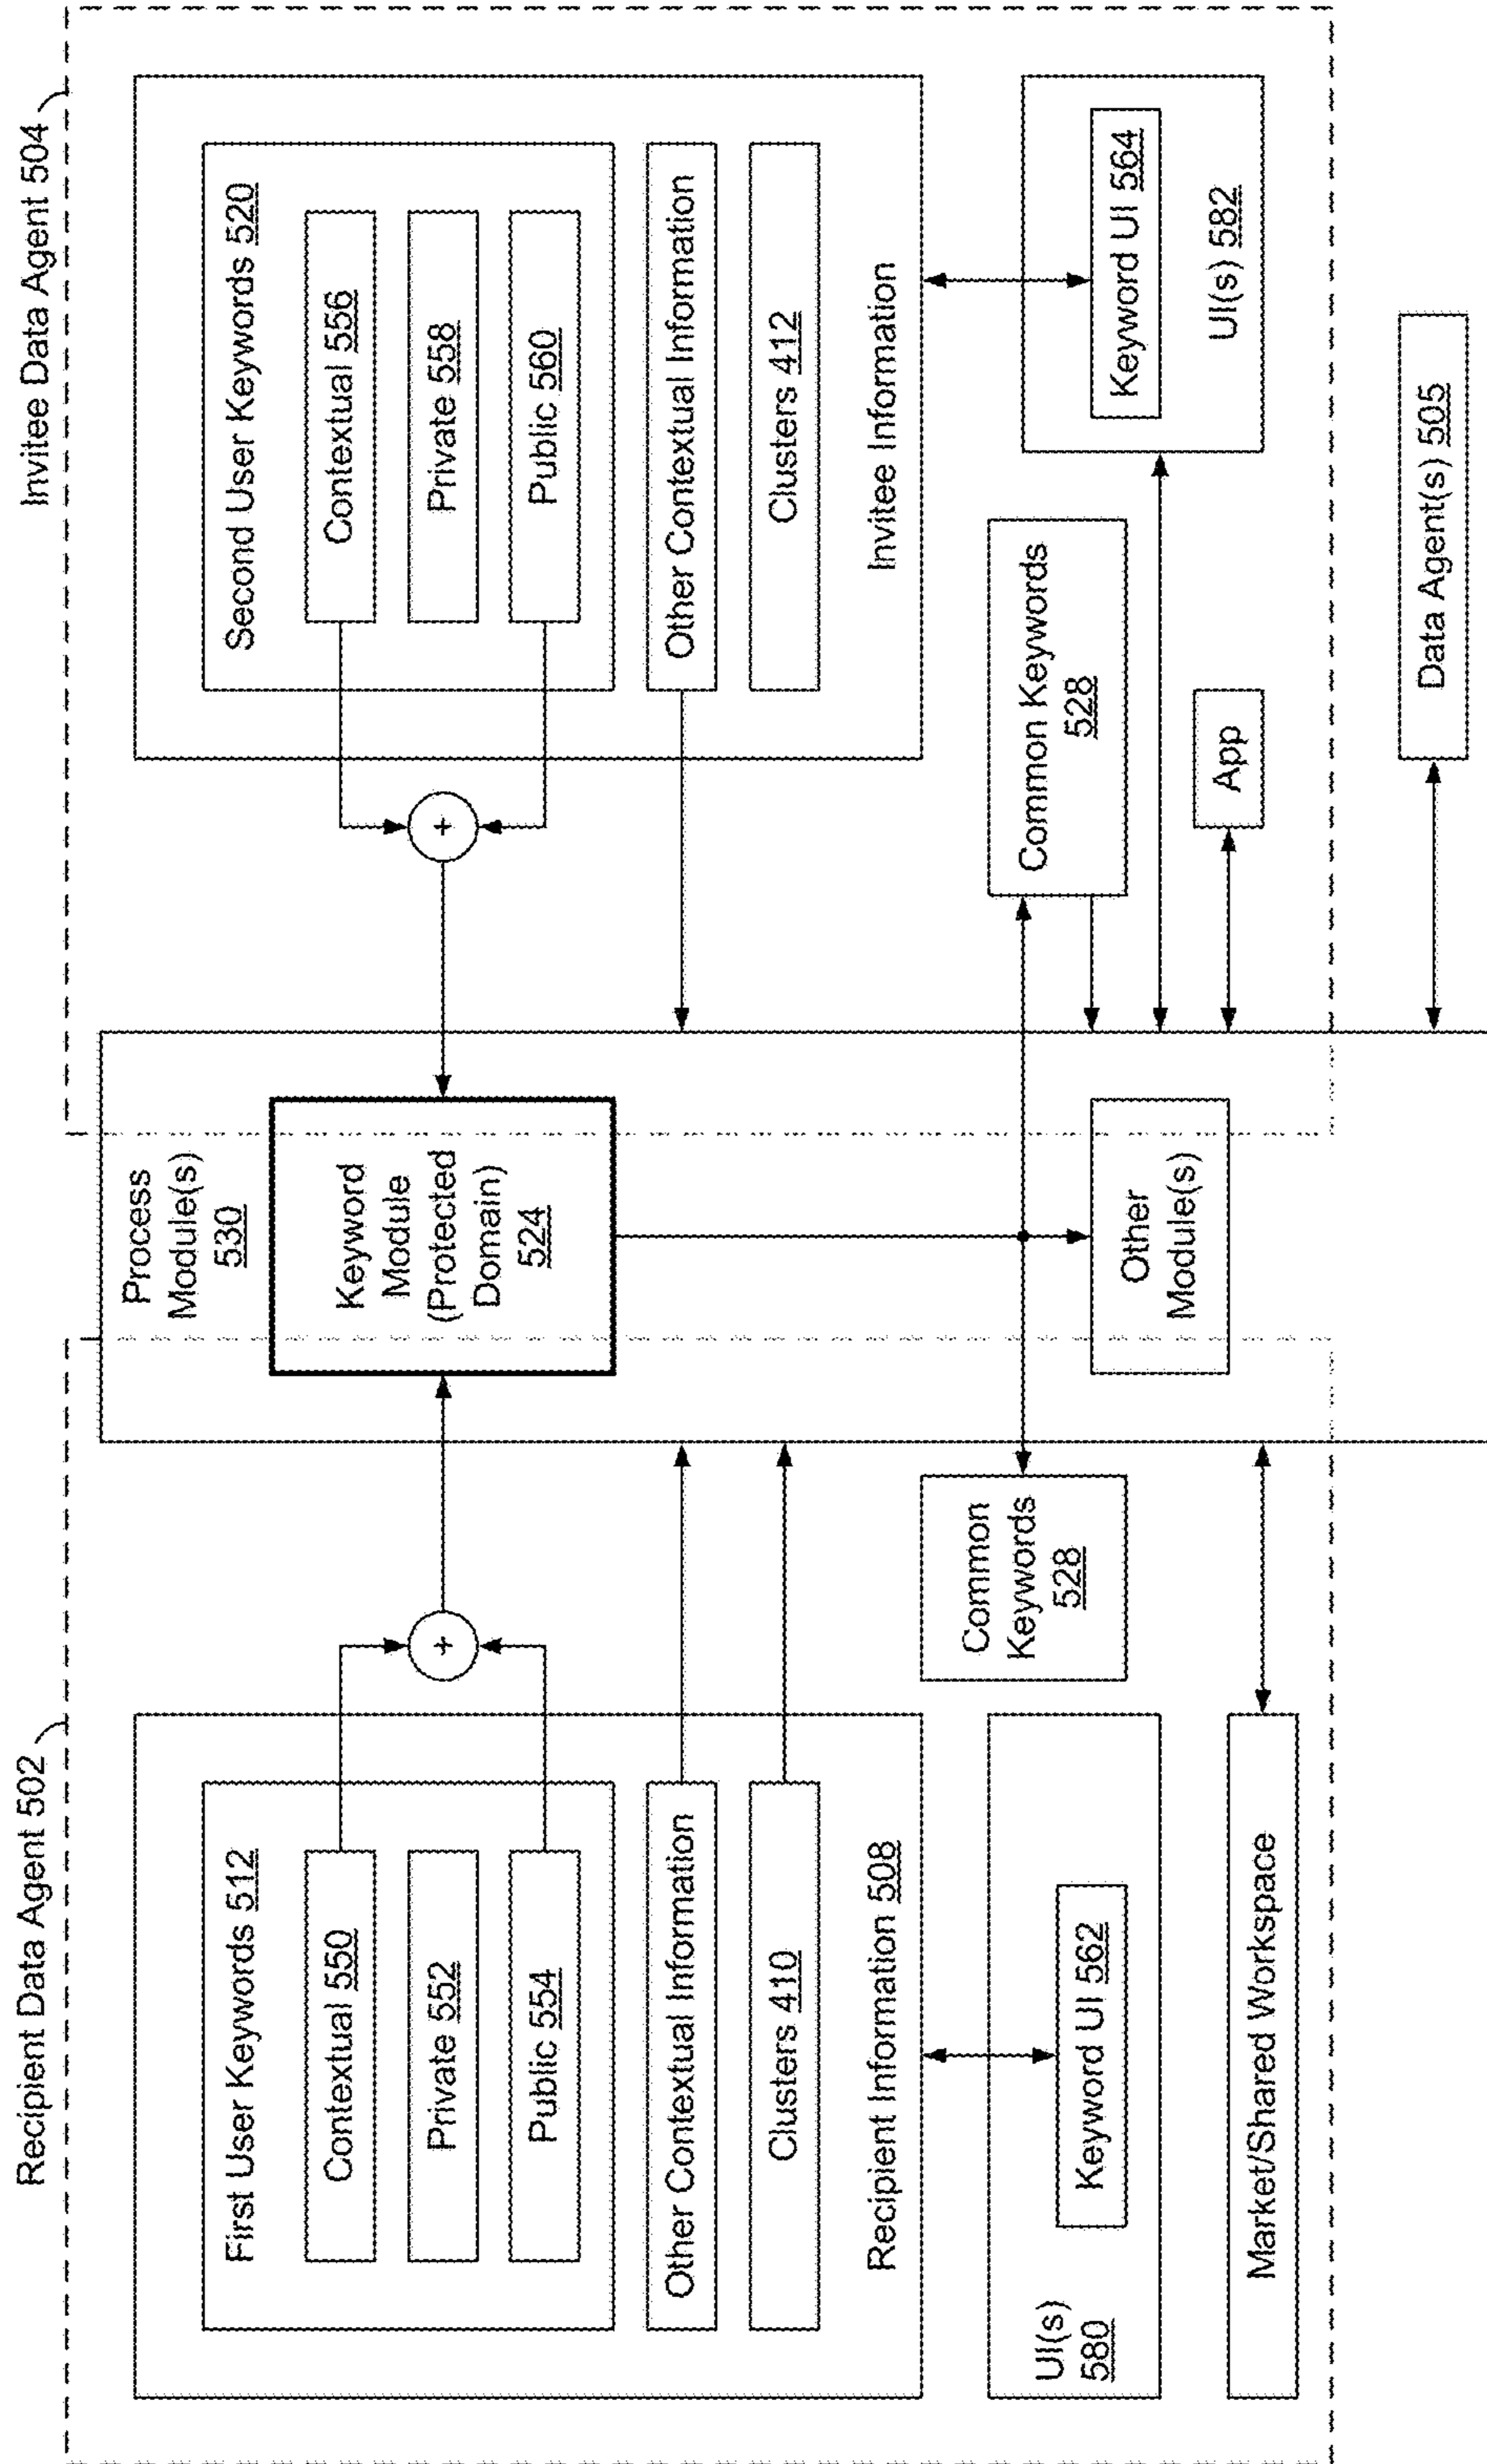 Recipient Data Agent 502
First User Keywords 512
Contextual 550
Private 552
Public 554
Other Contextual Information
Clusters 410
Recipient Information 508
UI(s)
580
Keyword UI 562
Market/Shared Workspace
+
Common
Keywords
528
Process
Module(s)
530
Keyword
Module
(Protected
Domain)
524
Other
Module(s)
Invitee Data Agent 504
Second User Keywords 520
Contextual 556
Private 558
Public 560
Other Contextual Information
Clusters 412
Invitee Information
+
Common Keywords
528
Keyword UI 564
UI(s) 582
App
Data Agent(s) 505